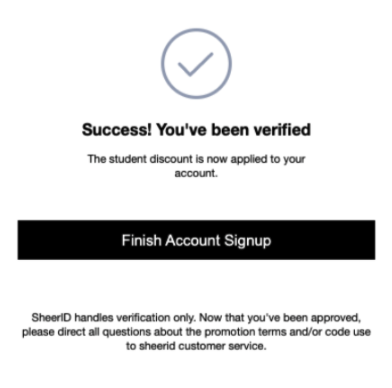 Success! You've been verified
The student discount is now applied to your
account.
Finish Account Signup
SheerID handles verification only. Now that you've been approved,
please direct all questions about the promotion terms and/or code use
to sheerid customer service.